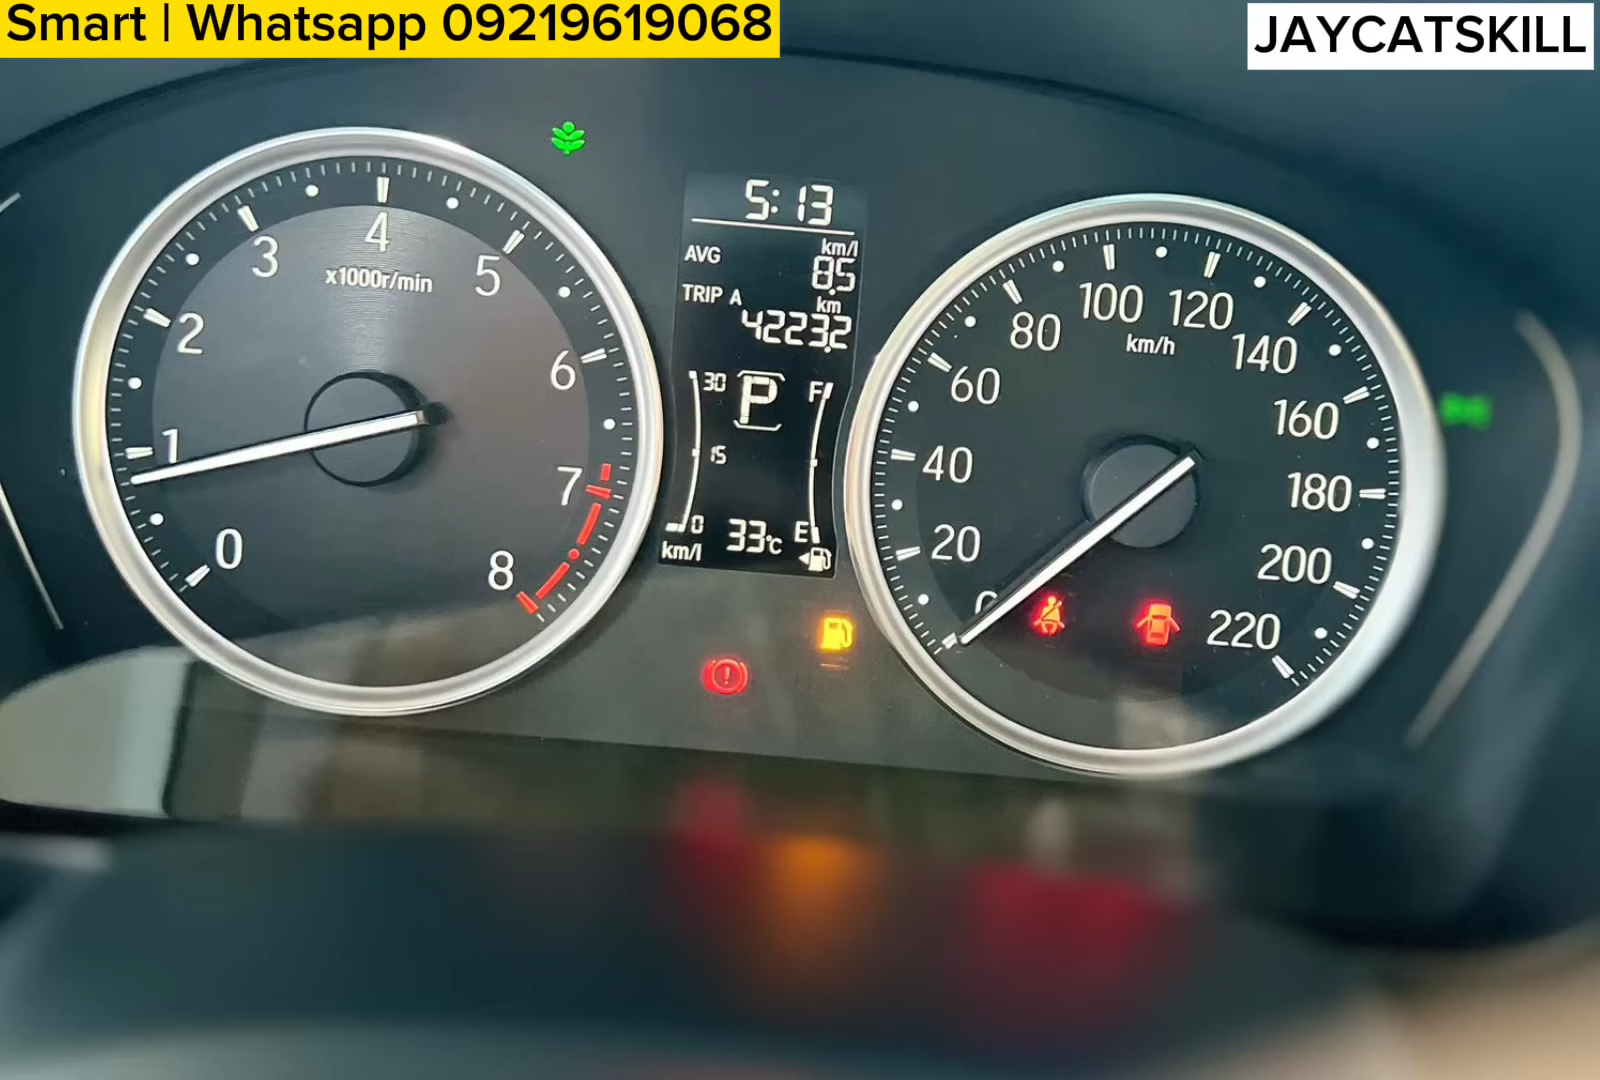 Smart | Whatsapp 09219619068
JAYCATSKILL
5:13
AVG km/l
8.5
TRIP A km
4223.2
30 P F
15
0 33°C E
km/l
0 1 2 3 4 5 6 7 8
x1000r/min
20 40 60 80 100 120 140 160 180 200 220
km/h